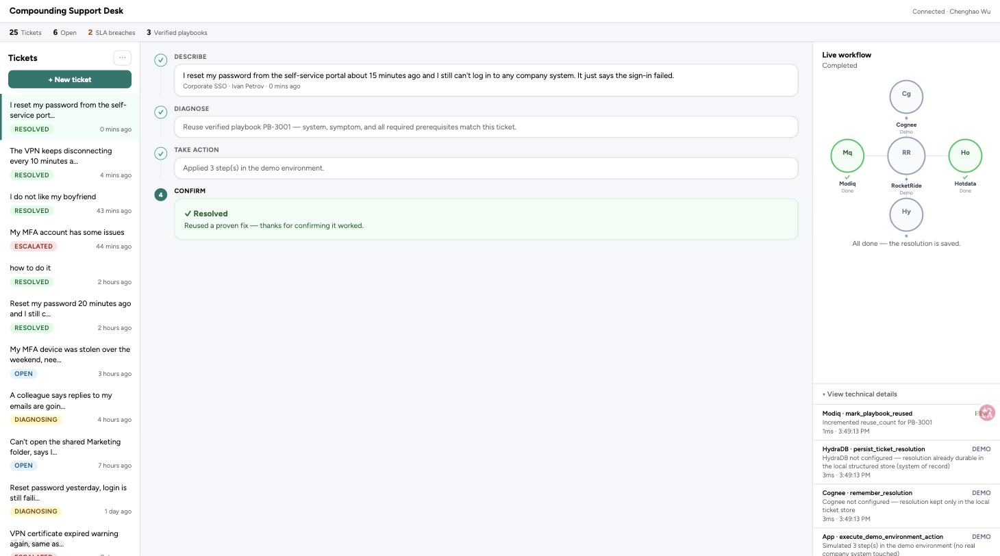 Compounding Support Desk
Connected · Chenghao Wu
25 Tickets 6 Open 2 SLA breaches 3 Verified playbooks
Tickets
···
+ New ticket
I reset my password from the self-
service port...
RESOLVED 0 mins ago
The VPN keeps disconnecting
every 10 minutes a...
RESOLVED 4 mins ago
I do not like my boyfriend
RESOLVED 43 mins ago
My MFA account has some issues
ESCALATED 44 mins ago
how to do it
RESOLVED 2 hours ago
Reset my password 20 minutes ago
and I still c...
RESOLVED 2 hours ago
My MFA device was stolen over the
weekend, nee...
OPEN 3 hours ago
A colleague says replies to my
emails are goin...
DIAGNOSING 4 hours ago
Can't open the shared Marketing
folder, says I...
OPEN 7 hours ago
Reset password yesterday, login is
still faili...
DIAGNOSING 1 day ago
VPN certificate expired warning
again, same as...
ESCALATED
DESCRIBE
I reset my password from the self-service portal about 15 minutes ago and I still can't log in to any company system. It just says the sign-in failed.
Corporate SSO · Ivan Petrov · 0 mins ago
DIAGNOSE
Reuse verified playbook PB-3001 — system, symptom, and all required prerequisites match this ticket.
TAKE ACTION
Applied 3 step(s) in the demo environment.
4 CONFIRM
✓ Resolved
Reused a proven fix — thanks for confirming it worked.
Live workflow
Completed
Cg
Cognee
Demo
Mq
Modiq
Done
RR
RocketRide
Demo
Ho
Hotdata
Done
Hy
All done — the resolution is saved.
View technical details
Modiq · mark_playbook_reused
Incremented reuse_count for PB-3001
1ms · 3:49:13 PM
HydraDB · persist_ticket_resolution DEMO
HydraDB not configured — resolution already durable in
the local structured store (system of record)
3ms · 3:49:13 PM
Cognee · remember_resolution DEMO
Cognee not configured — resolution kept only in the local
ticket store
3ms · 3:49:13 PM
App · execute_demo_environment_action DEMO
Simulated 3 step(s) in the demo environment (no real
company system touched)